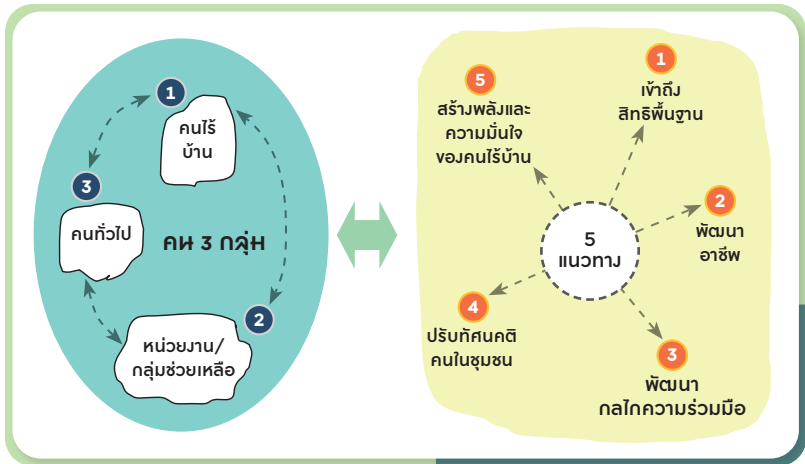 1
คนไร้
บ้าน
3
คนทั่วไป
คน 3 กลุ่ม
2
หน่วยงาน/
กลุ่มช่วยเหลือ
5
แนวทาง
1
เข้าถึง
สิทธิพื้นฐาน
2
พัฒนา
อาชีพ
3
พัฒนา
กลไกความร่วมมือ
4
ปรับทัศนคติ
คนในชุมชน
5
สร้างพลังและ
ความมั่นใจ
ของคนไร้บ้าน